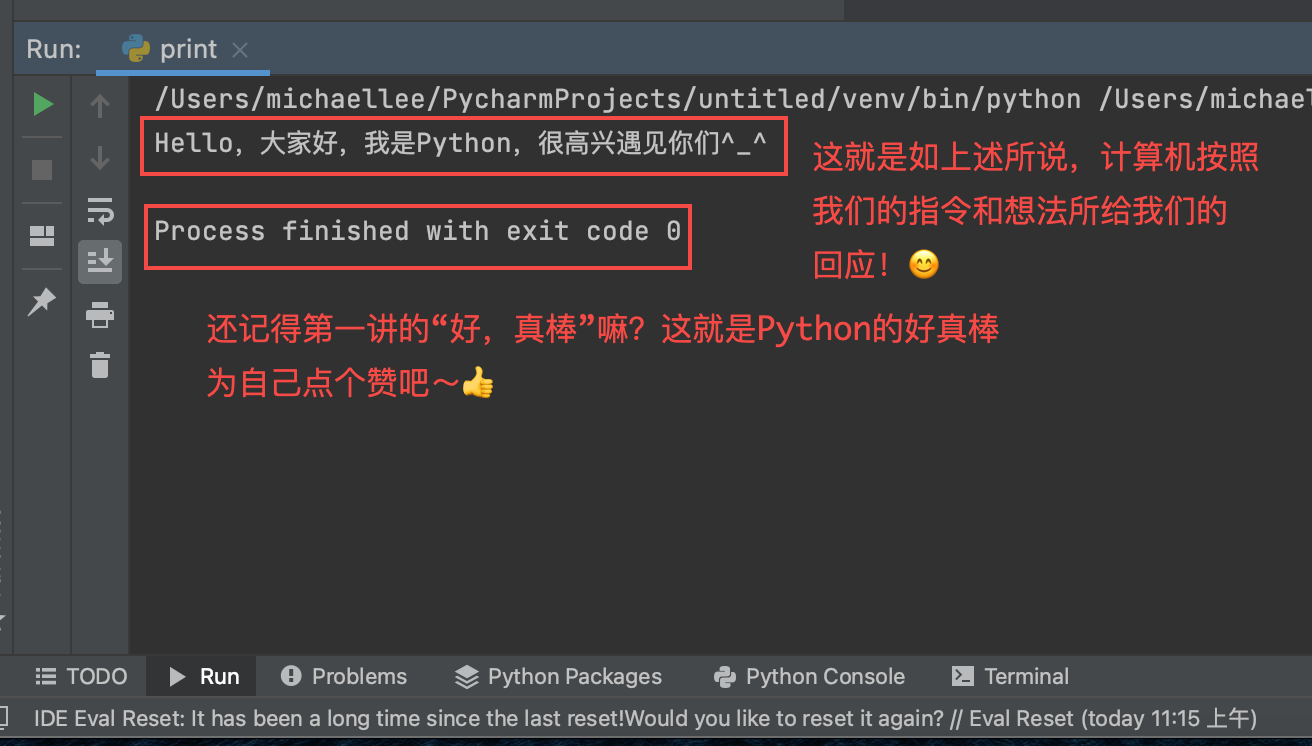 Run: print
/Users/michaellee/PycharmProjects/untitled/venv/bin/python /Users/michael
Hello，大家好，我是Python，很高兴遇见你们^_^
这就是如上述所说，计算机按照
我们的指令和想法所给我们的
回应！😊
Process finished with exit code 0
还记得第一讲的“好，真棒”嘛？这就是Python的好真棒
为自己点个赞吧～👍
TODO Run Problems Python Packages Python Console Terminal
IDE Eval Reset: It has been a long time since the last reset!Would you like to reset it again? // Eval Reset (today 11:15 上午)